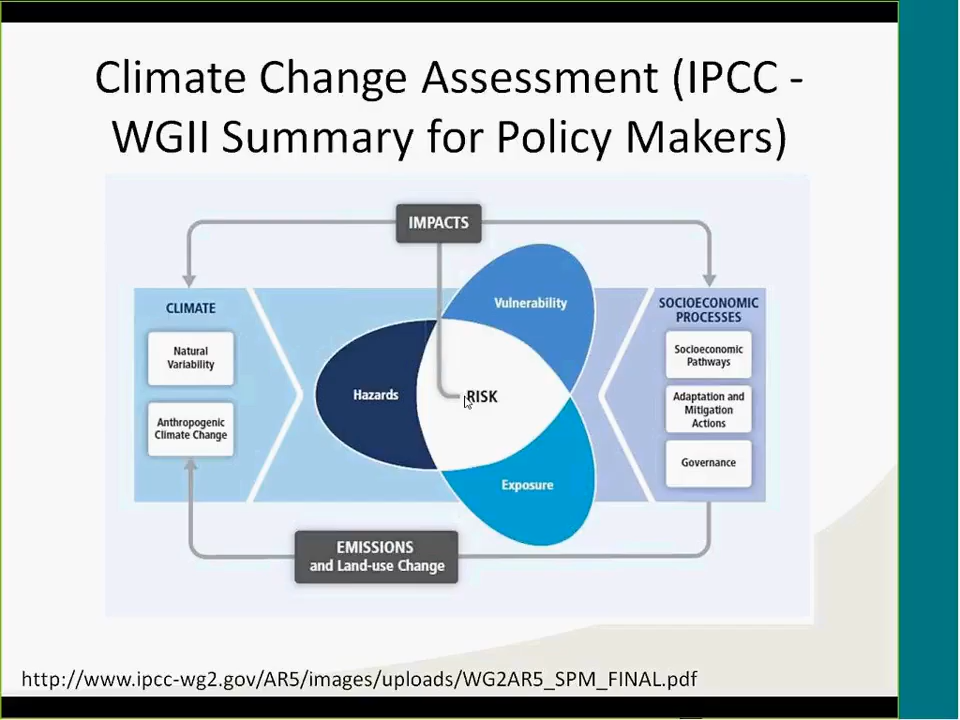 Climate Change Assessment (IPCC -
WGII Summary for Policy Makers)
IMPACTS
CLIMATE
Natural
Variability
Anthropogenic
Climate Change
Vulnerability
Hazards
RISK
Exposure
SOCIOECONOMIC
PROCESSES
Socioeconomic
Pathways
Adaptation and
Mitigation
Actions
Governance
EMISSIONS
and Land-use Change
http://www.ipcc-wg2.gov/AR5/images/uploads/WG2AR5_SPM_FINAL.pdf